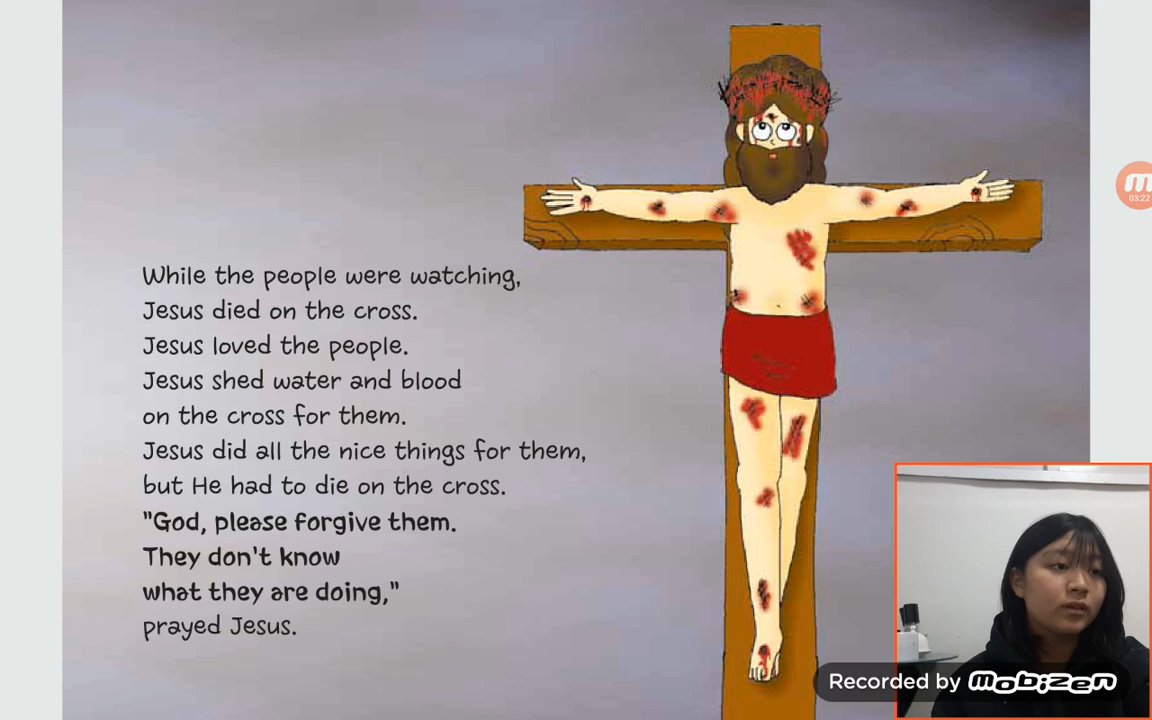 While the people were watching,
Jesus died on the cross.
Jesus loved the people.
Jesus shed water and blood
on the cross for them.
Jesus did all the nice things for them,
but He had to die on the cross.
"God, please forgive them.
They don't know
what they are doing,"
prayed Jesus.
03:22
Recorded by mobizen